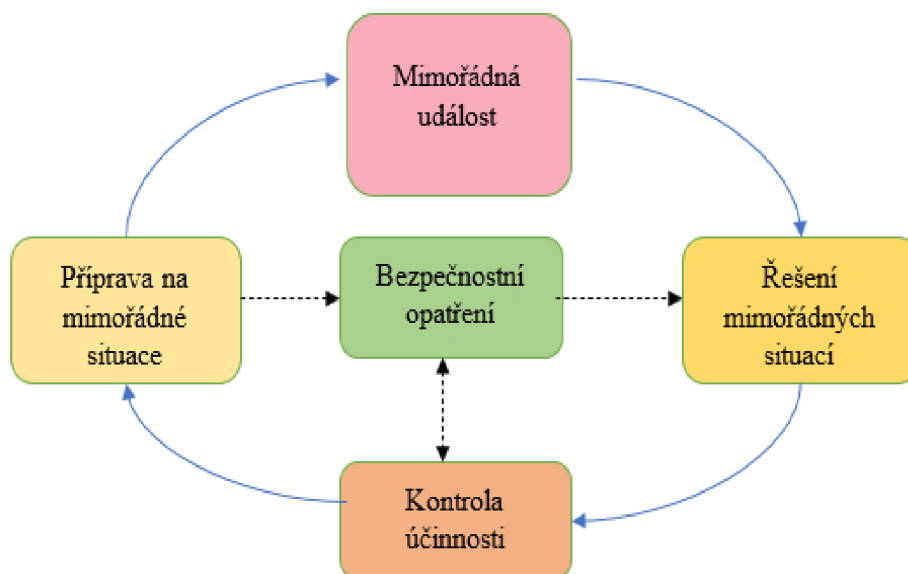 Mimořádná
událost
Příprava na
mimořádné
situace
Bezpečnostní
opatření
Řešení
mimořádných
situací
Kontrola
účinnosti